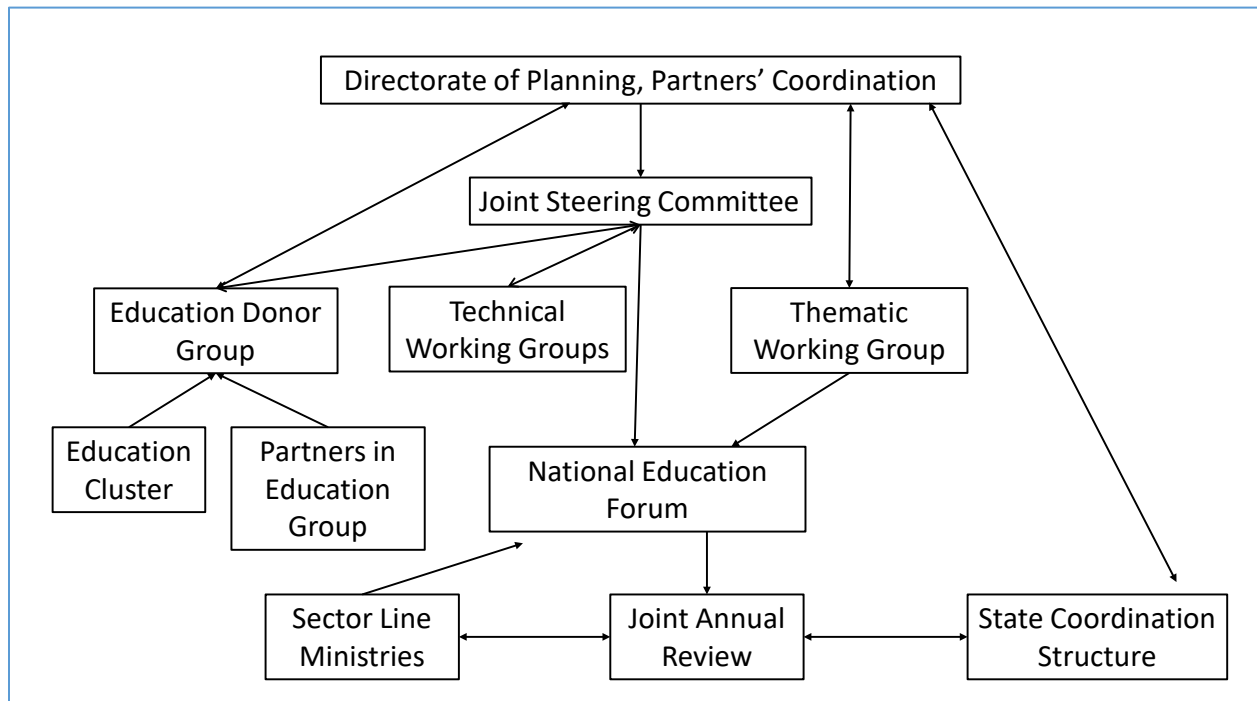 Directorate of Planning, Partners’ Coordination
Joint Steering Committee
Education Donor
Group
Technical
Working Groups
Thematic
Working Group
Education
Cluster
Partners in
Education
Group
National Education
Forum
Sector Line
Ministries
Joint Annual
Review
State Coordination
Structure